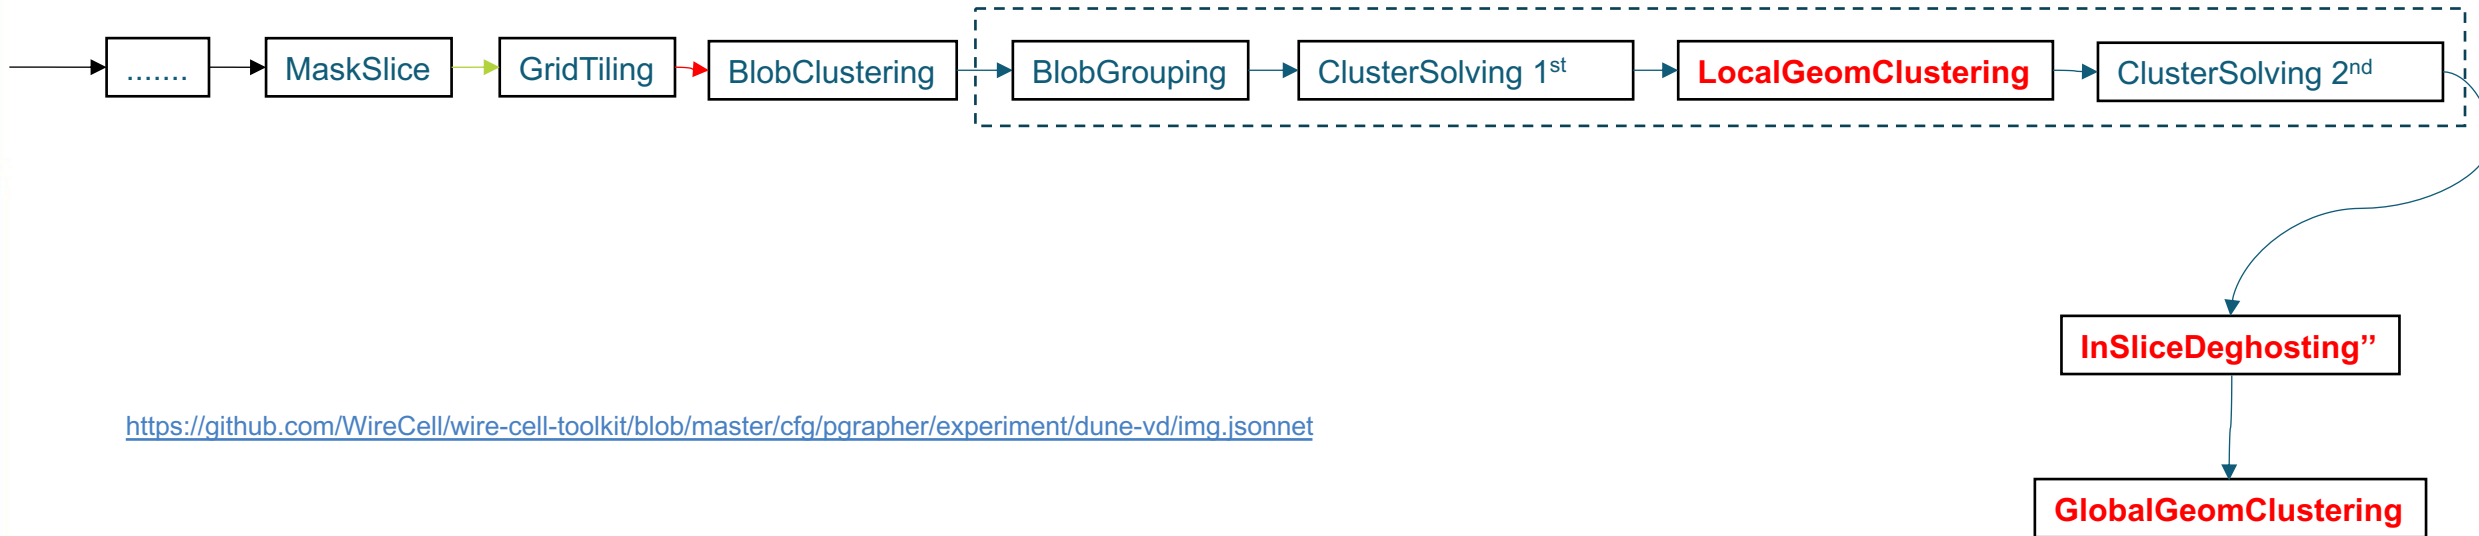 .......
MaskSlice
GridTiling
BlobClustering
BlobGrouping
ClusterSolving 1st
LocalGeomClustering
ClusterSolving 2nd
InSliceDeghosting”
https://github.com/WireCell/wire-cell-toolkit/blob/master/cfg/pgrapher/experiment/dune-vd/img.jsonnet
GlobalGeomClustering